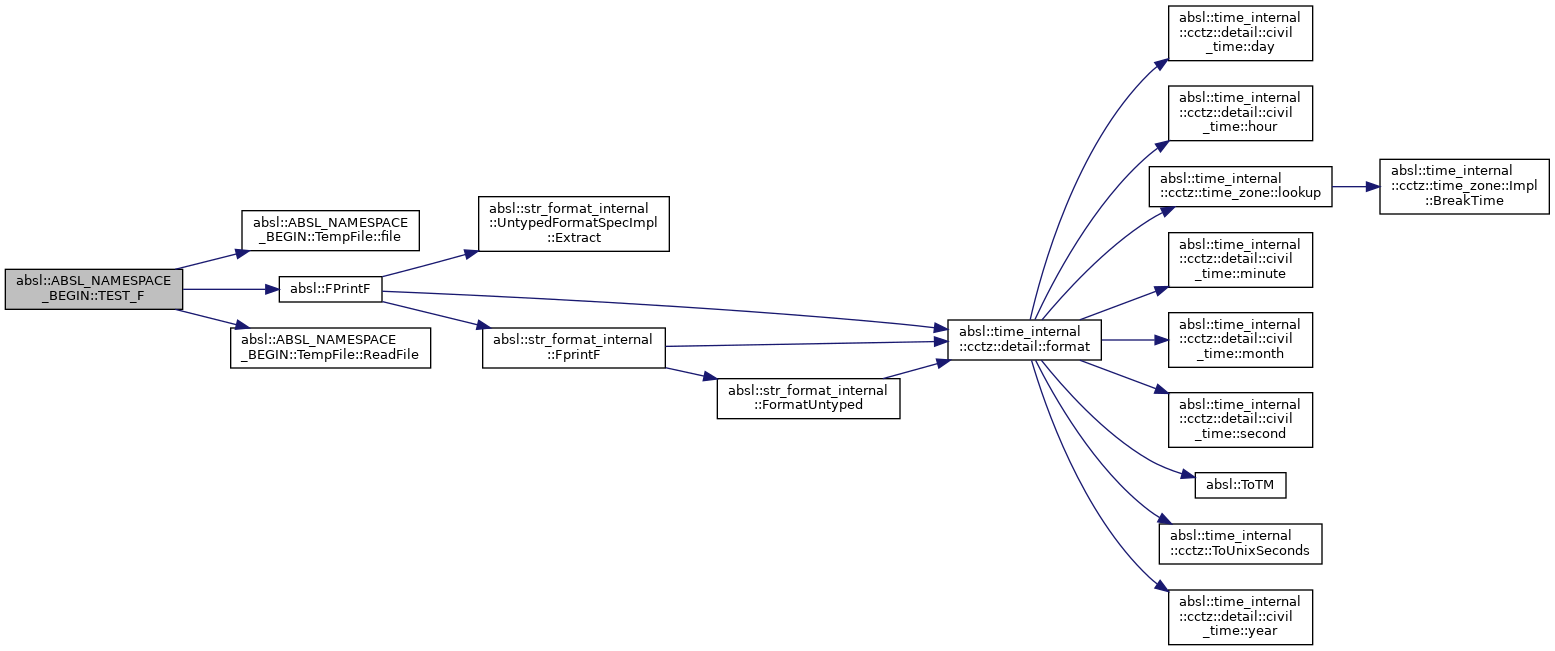 absl::ABSL_NAMESPACE
_BEGIN::TEST_F
absl::ABSL_NAMESPACE
_BEGIN::TempFile::file
absl::FPrintF
absl::ABSL_NAMESPACE
_BEGIN::TempFile::ReadFile
absl::str_format_internal
::UntypedFormatSpecImpl
::Extract
absl::str_format_internal
::FprintF
absl::str_format_internal
::FormatUntyped
absl::time_internal
::cctz::detail::format
absl::time_internal
::cctz::detail::civil
_time::day
absl::time_internal
::cctz::detail::civil
_time::hour
absl::time_internal
::cctz::time_zone::lookup
absl::time_internal
::cctz::time_zone::Impl
::BreakTime
absl::time_internal
::cctz::detail::civil
_time::minute
absl::time_internal
::cctz::detail::civil
_time::month
absl::time_internal
::cctz::detail::civil
_time::second
absl::ToTM
absl::time_internal
::cctz::ToUnixSeconds
absl::time_internal
::cctz::detail::civil
_time::year